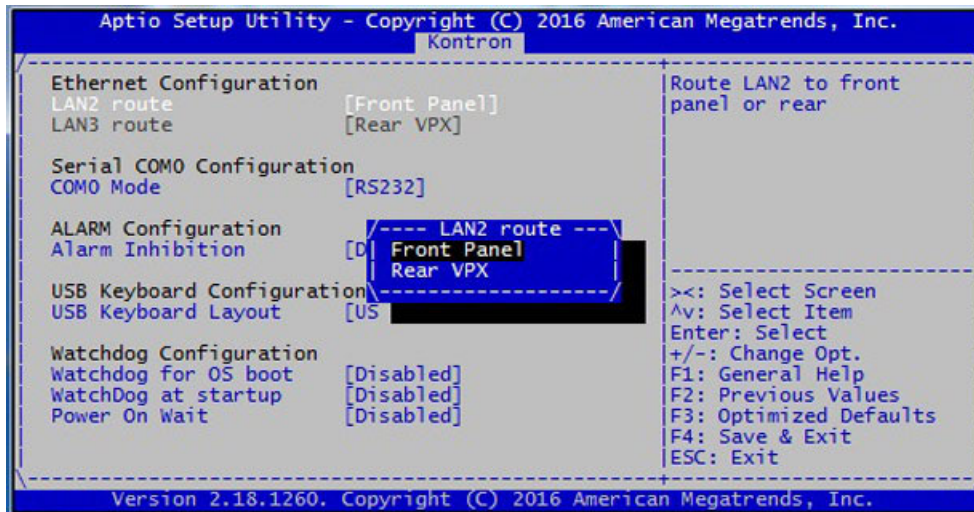 Aptio Setup Utility - Copyright (C) 2016 American Megatrends, Inc.
Kontron
Ethernet Configuration
LAN2 route [Front Panel]
LAN3 route [Rear VPX]
Serial COM0 Configuration
COM0 Mode [RS232]
ALARM Configuration
Alarm Inhibition [D
USB Keyboard Configuration
USB Keyboard Layout [US
Watchdog Configuration
Watchdog for OS boot [Disabled]
WatchDog at startup [Disabled]
Power On Wait [Disabled]
/---- LAN2 route ---\
Front Panel
Rear VPX
Route LAN2 to front
panel or rear
><: Select Screen
^v: Select Item
Enter: Select
+/-: Change Opt.
F1: General Help
F2: Previous Values
F3: Optimized Defaults
F4: Save & Exit
ESC: Exit
Version 2.18.1260. Copyright (C) 2016 American Megatrends, Inc.